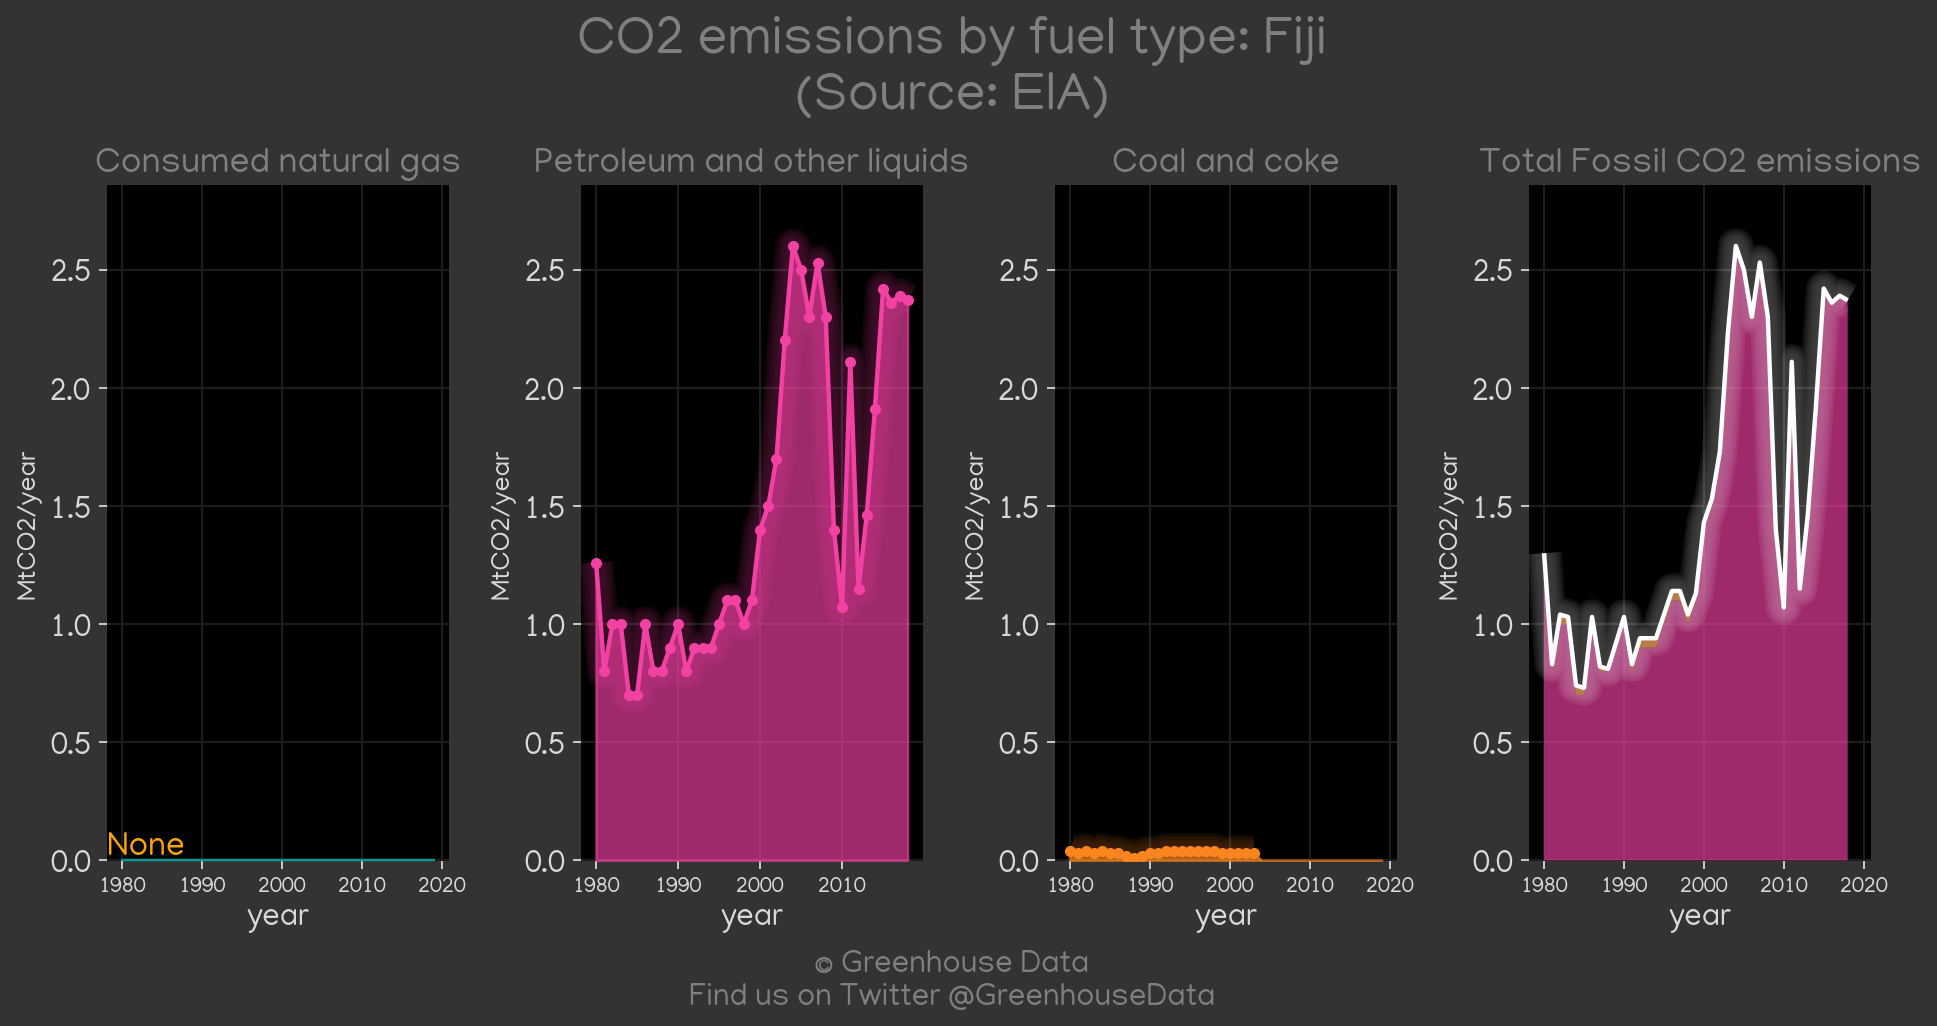 CO2 emissions by fuel type: Fiji
(Source: EIA)
Consumed natural gas
Petroleum and other liquids
Coal and coke
Total Fossil CO2 emissions
MtCO2/year
2.5
2.0
1.5
1.0
0.5
0.0
None
1980 1990 2000 2010 2020
year
MtCO2/year
2.5
2.0
1.5
1.0
0.5
0.0
1980 1990 2000 2010
year
MtCO2/year
2.5
2.0
1.5
1.0
0.5
0.0
1980 1990 2000 2010 2020
year
MtCO2/year
2.5
2.0
1.5
1.0
0.5
0.0
1980 1990 2000 2010 2020
year
© Greenhouse Data
Find us on Twitter @GreenhouseData